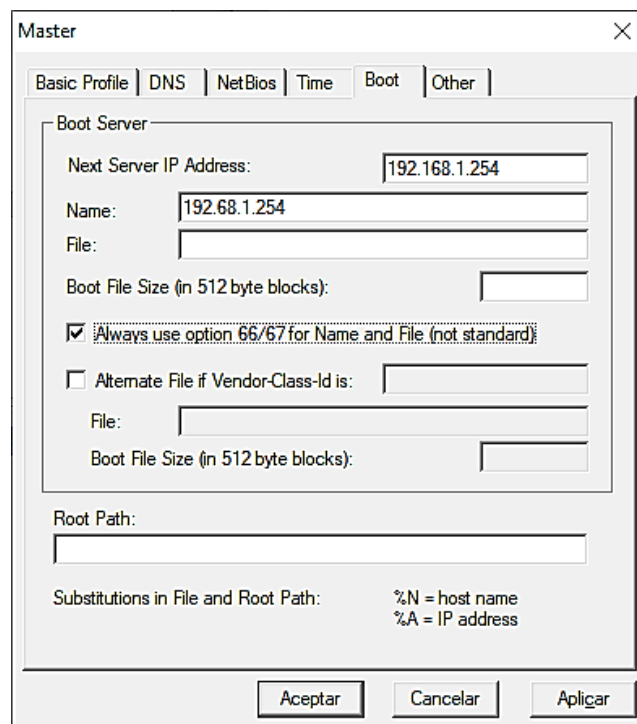 Master
Basic Profile DNS NetBios Time Boot Other
Boot Server
Next Server IP Address: 192.168.1.254
Name: 192.68.1.254
File:
Boot File Size (in 512 byte blocks):
Always use option 66/67 for Name and File (not standard)
Alternate File if Vendor-Class-Id is:
File:
Boot File Size (in 512 byte blocks):
Root Path:
Substitutions in File and Root Path: %N = host name
%A = IP address
Aceptar Cancelar Aplicar